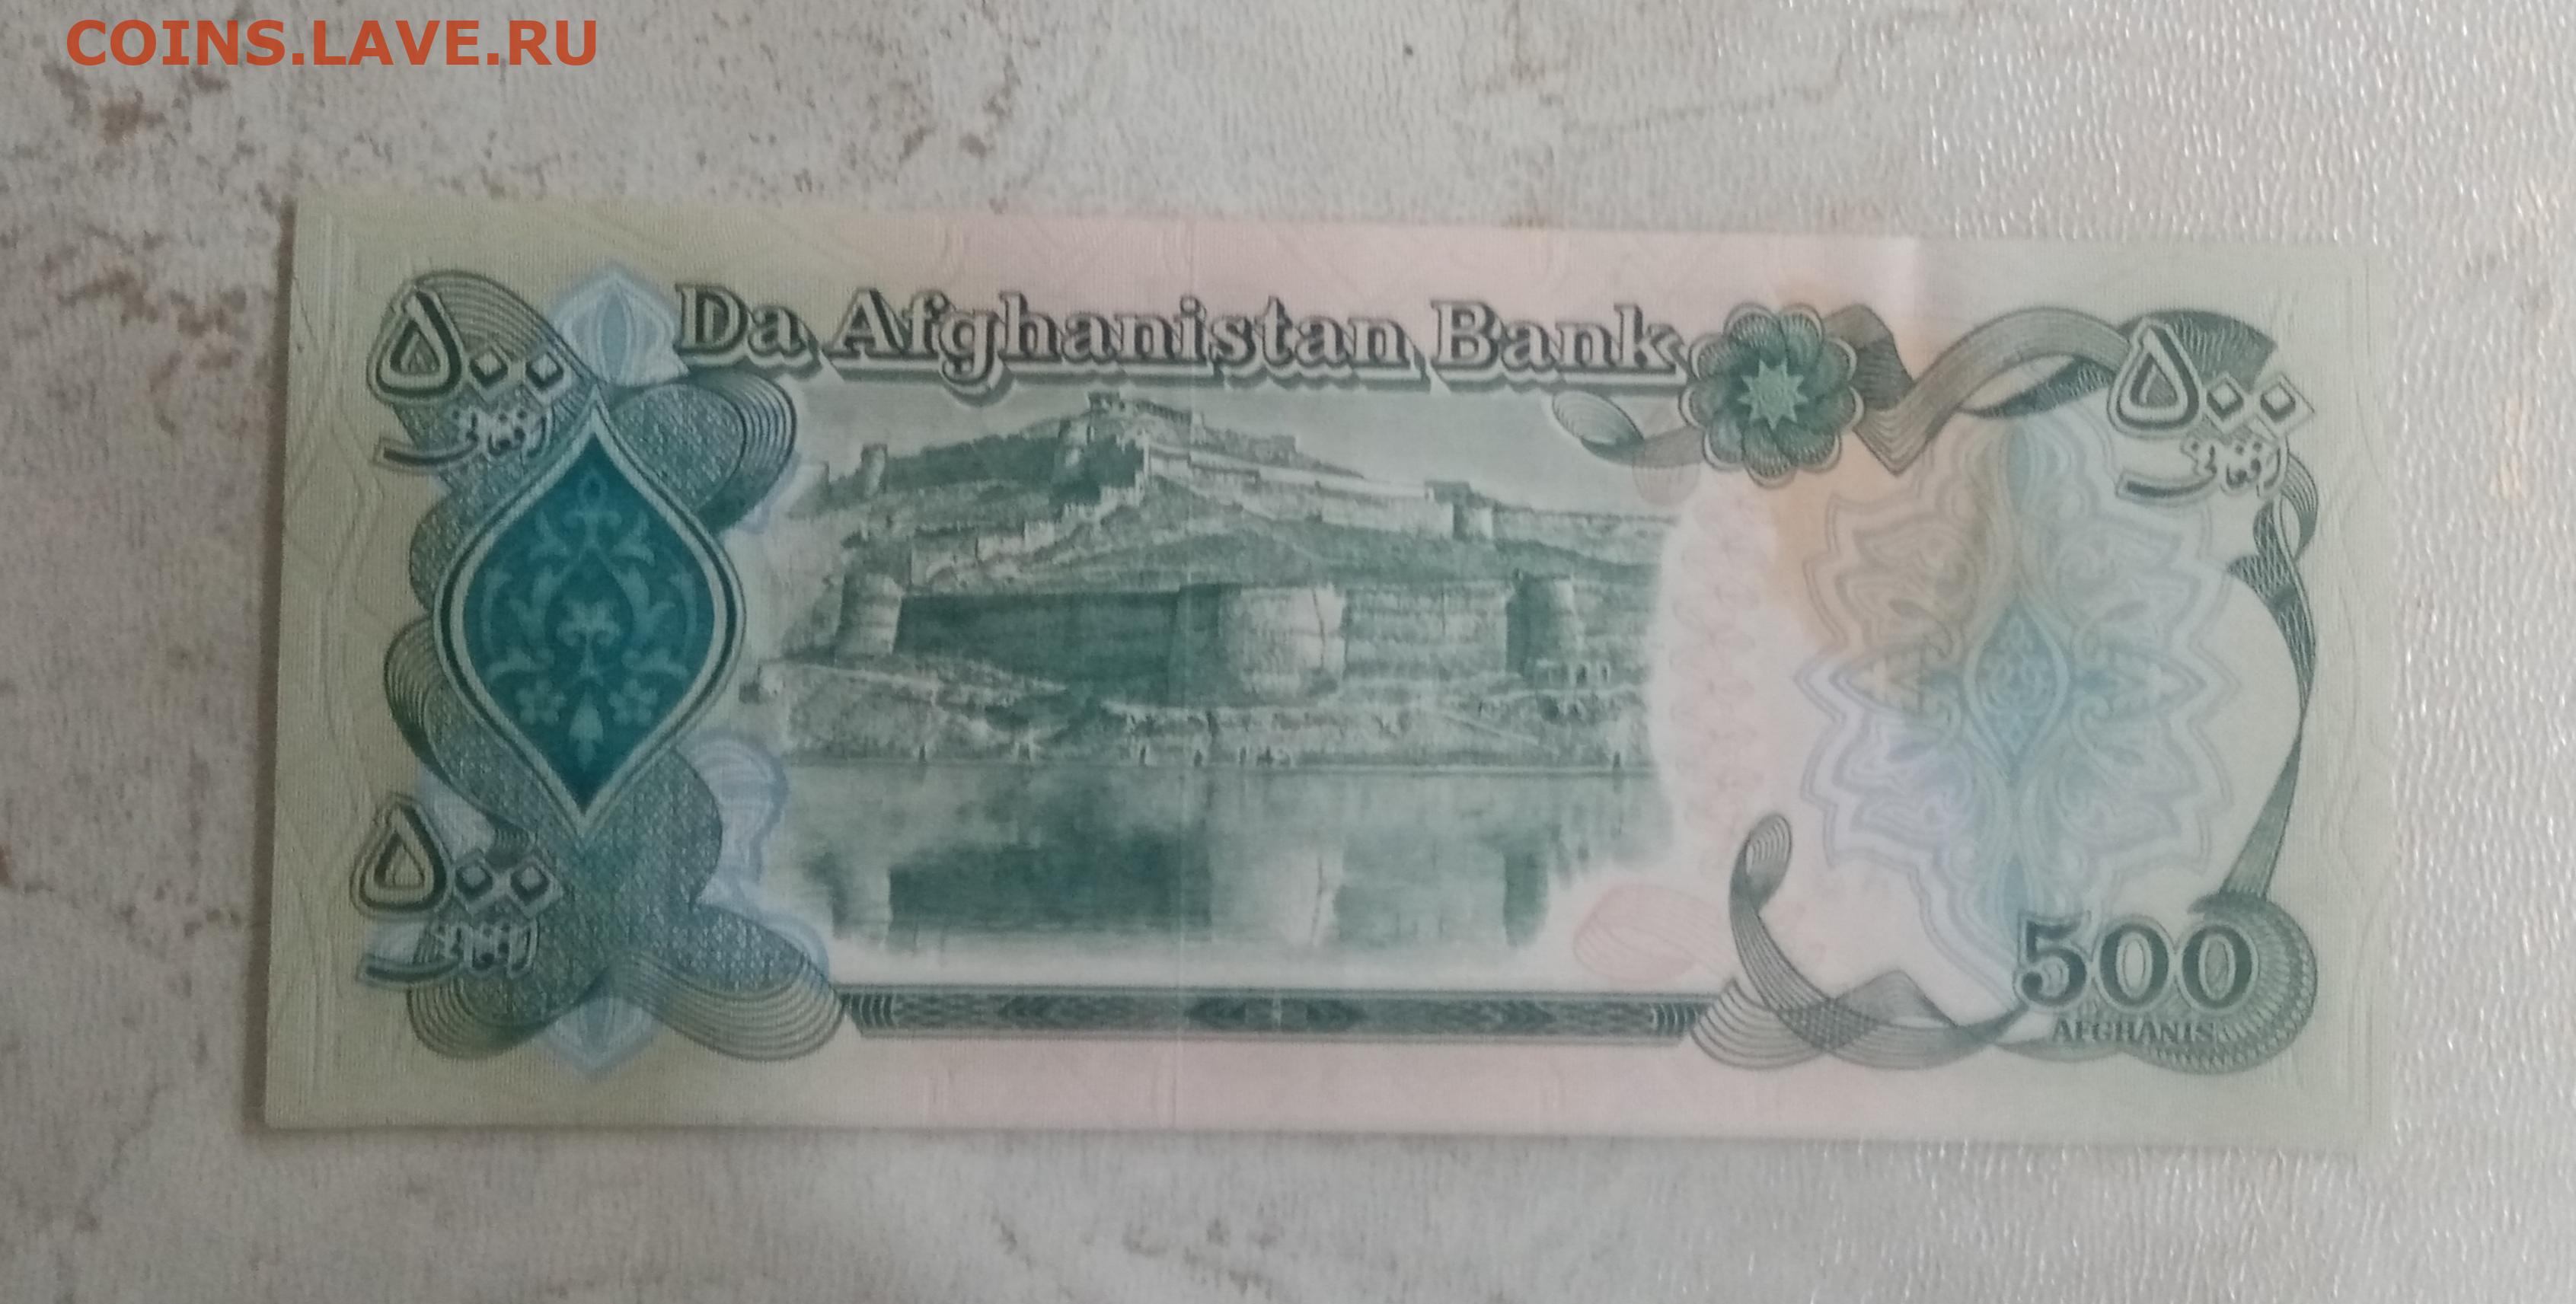 COINS.LAVE.RU
Da Afghanistan Bank
۵۰۰
افغانی
۵۰۰
افغانی
۵۰۰
افغانی
500
AFGHANIS